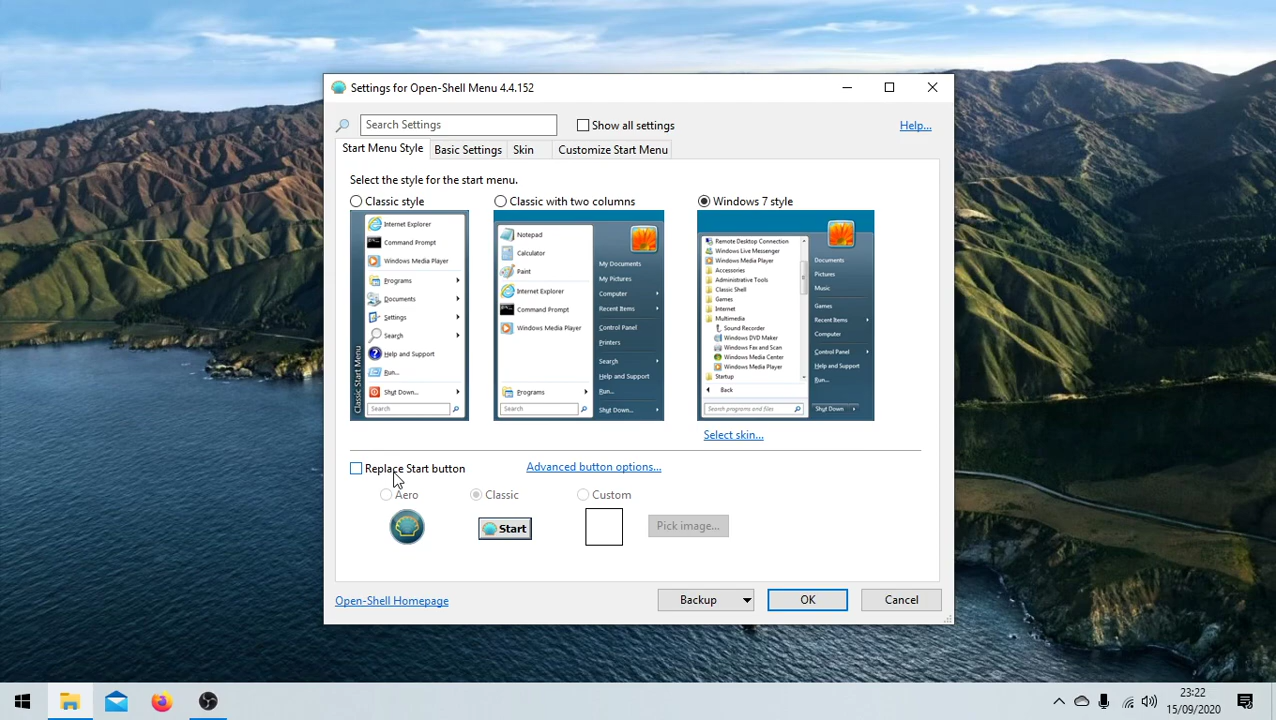 Settings for Open-Shell Menu 4.4.152
Search Settings
Show all settings
Help...
Start Menu Style
Basic Settings
Skin
Customize Start Menu
Select the style for the start menu.
Classic style
Classic with two columns
Windows 7 style
Internet Explorer
Command Prompt
Windows Media Player
Programs
Documents
Settings
Search
Help and Support
Run...
Shut Down...
Search
Classic Start Menu
Notepad
Calculator
Paint
Internet Explorer
Command Prompt
Windows Media Player
Programs
Search
My Documents
My Pictures
Computer
Recent Items
Control Panel
Printers
Search
Help and Support
Run...
Shut Down...
Remote Desktop Connection
Windows Live Messenger
Windows Media Player
Accessories
Administrative Tools
Classic Shell
Games
Internet
Multimedia
Sound Recorder
Windows DVD Maker
Windows Fax and Scan
Windows Media Center
Windows Media Player
Startup
Back
Search programs and files
Documents
Pictures
Music
Games
Recent Items
Computer
Control Panel
Help and Support
Run...
Shut Down
Select skin...
Replace Start button
Advanced button options...
Aero
Classic
Custom
Start
Pick image...
Open-Shell Homepage
Backup
OK
Cancel
23:22
15/09/2020